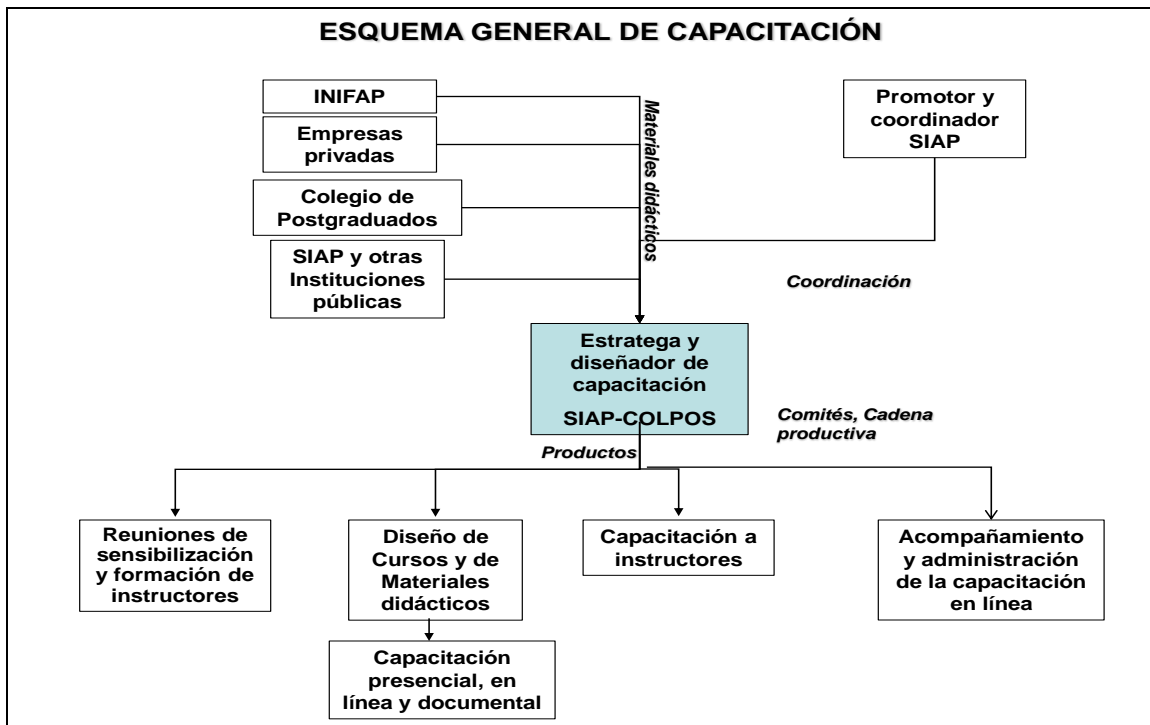 ESQUEMA GENERAL DE CAPACITACIÓN
INIFAP
Empresas
privadas
Colegio de
Postgraduados
SIAP y otras
Instituciones
públicas
Materiales didácticos
Promotor y
coordinador
SIAP
Coordinación
Estratega y
diseñador de
capacitación
SIAP-COLPOS
Comités, Cadena
productiva
Productos
Reuniones de
sensibilización
y formación de
instructores
Diseño de
Cursos y de
Materiales
didácticos
Capacitación a
instructores
Acompañamiento
y administración
de la capacitación
en línea
Capacitación
presencial, en
línea y documental